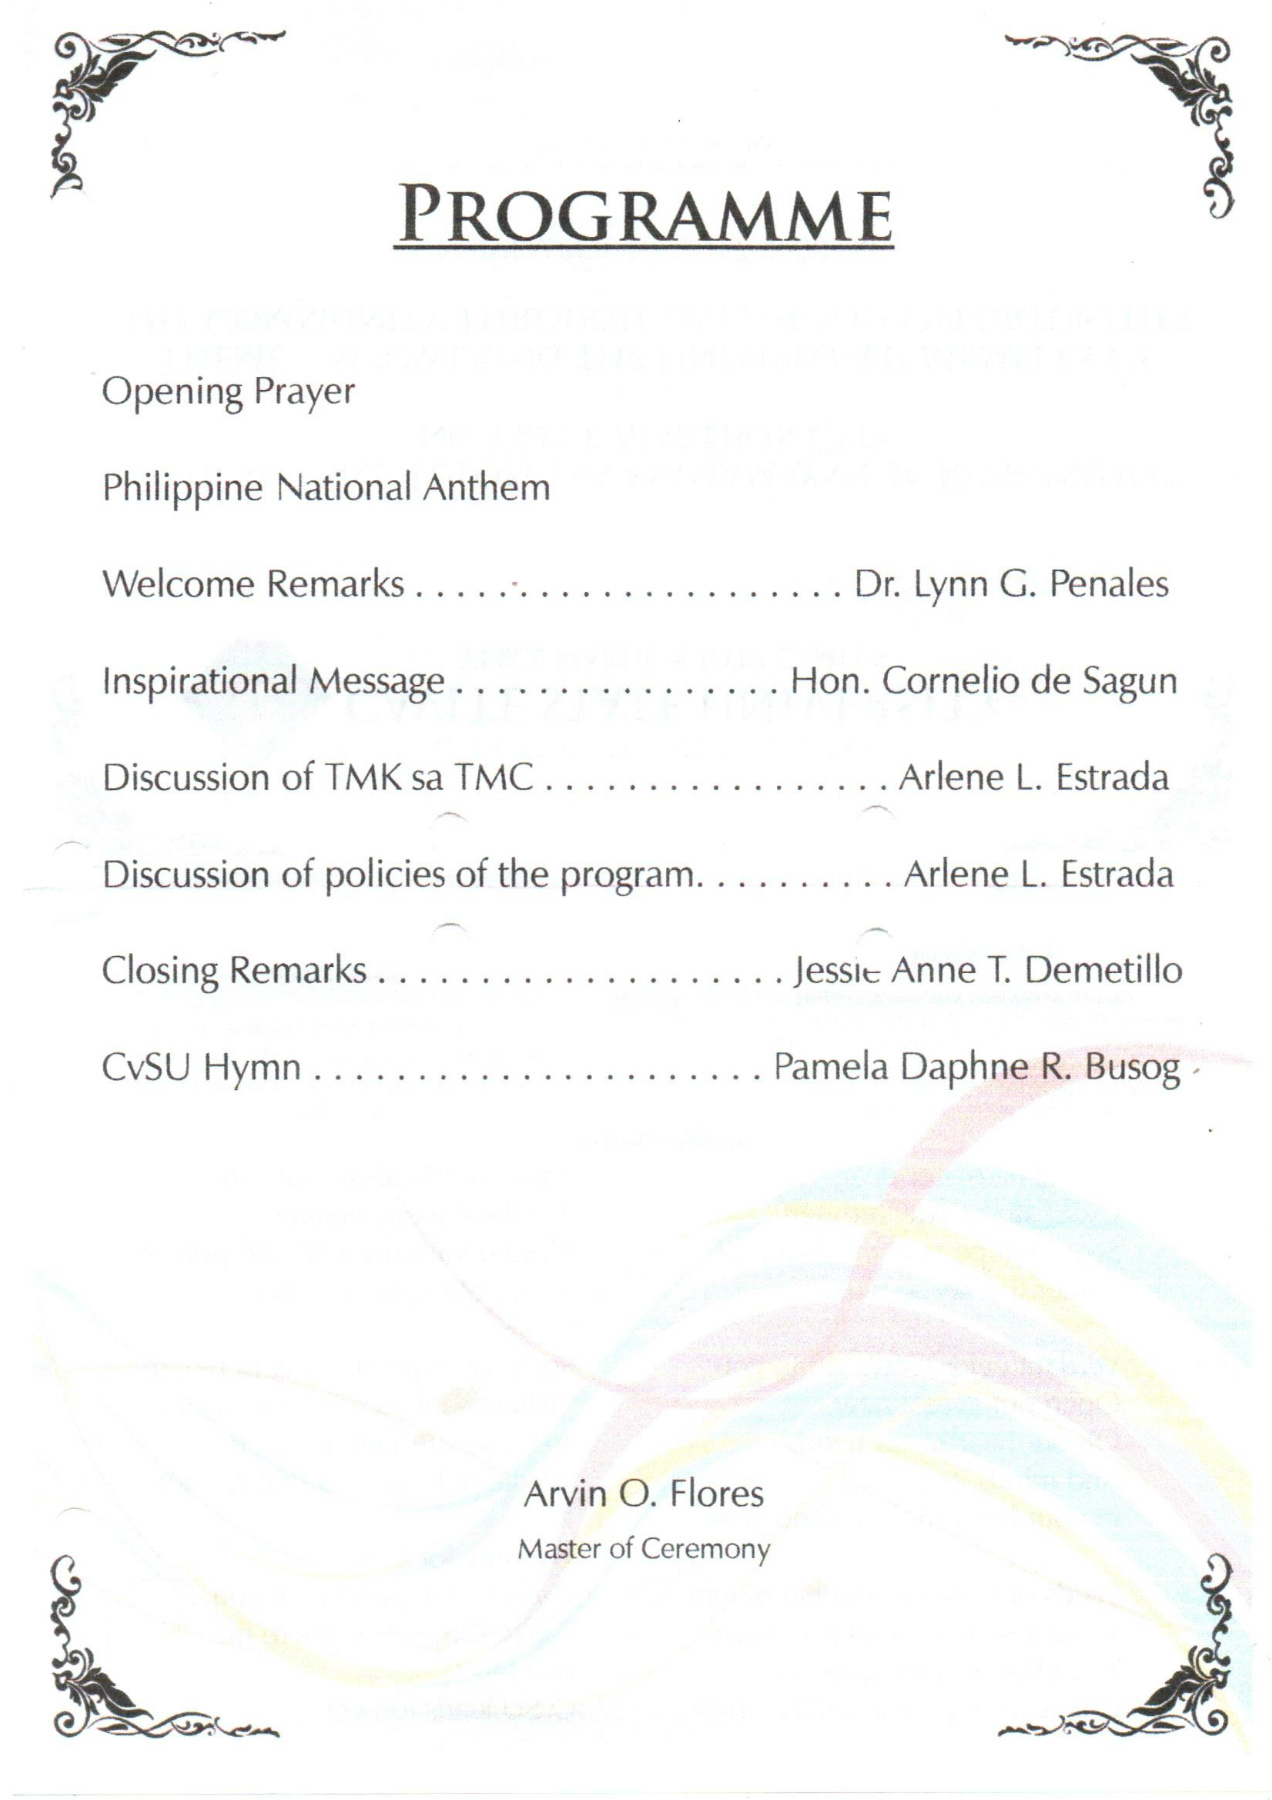 PROGRAMME
Opening Prayer
Philippine National Anthem
Welcome Remarks . . . . . . . . . . . . . . . . . . . . . Dr. Lynn G. Penales
Inspirational Message . . . . . . . . . . . . . . . . Hon. Cornelio de Sagun
Discussion of TMK sa TMC . . . . . . . . . . . . . . . . . Arlene L. Estrada
Discussion of policies of the program. . . . . . . . . . Arlene L. Estrada
Closing Remarks . . . . . . . . . . . . . . . . . . . . Jessie Anne T. Demetillo
CvSU Hymn . . . . . . . . . . . . . . . . . . . . . . Pamela Daphne R. Busog
Arvin O. Flores
Master of Ceremony